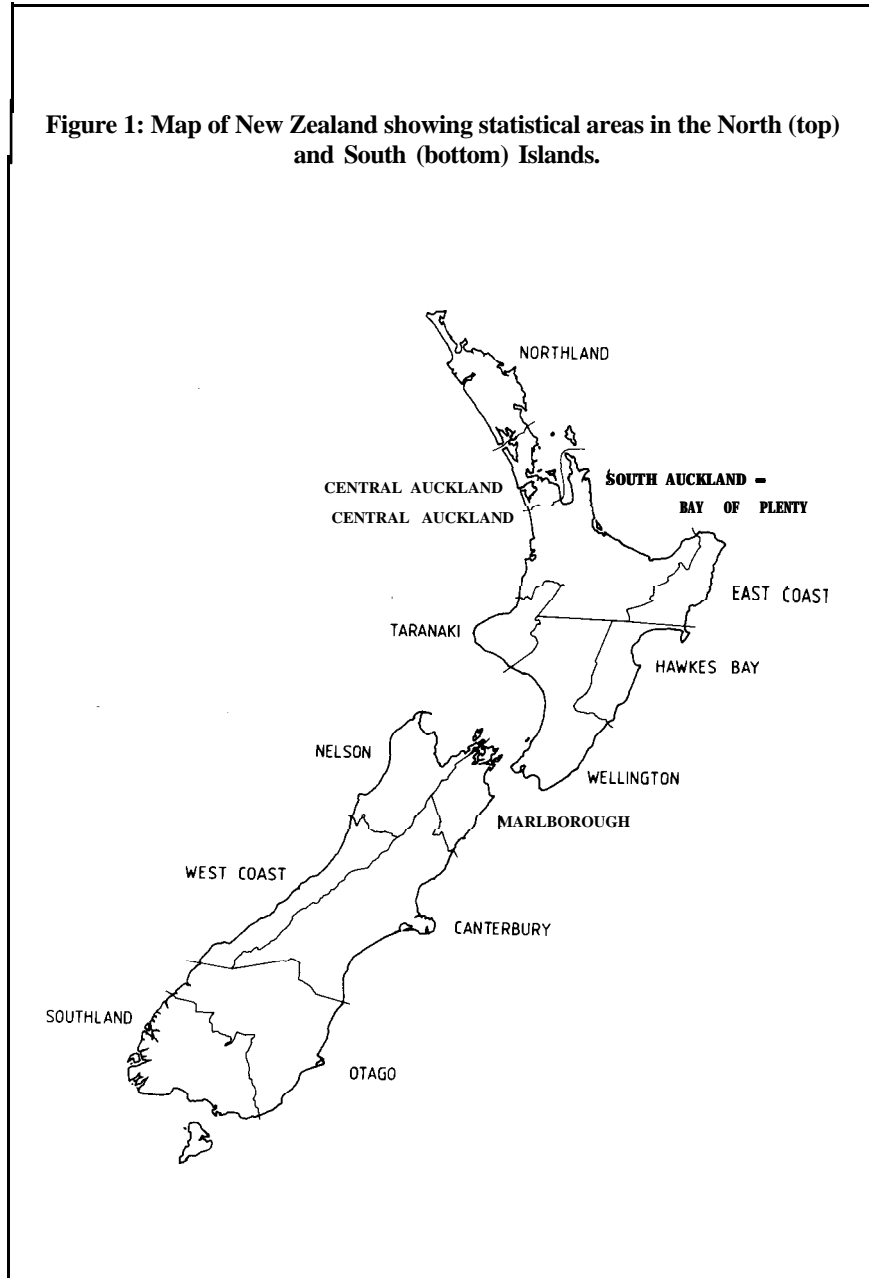 Figure 1: Map of New Zealand showing statistical areas in the North (top)
and South (bottom) Islands.
NORTHLAND
CENTRAL AUCKLAND
SOUTH AUCKLAND –
CENTRAL AUCKLAND
BAY OF PLENTY
EAST COAST
TARANAKI
HAWKES BAY
NELSON
WELLINGTON
MARLBOROUGH
WEST COAST
CANTERBURY
SOUTHLAND
OTAGO